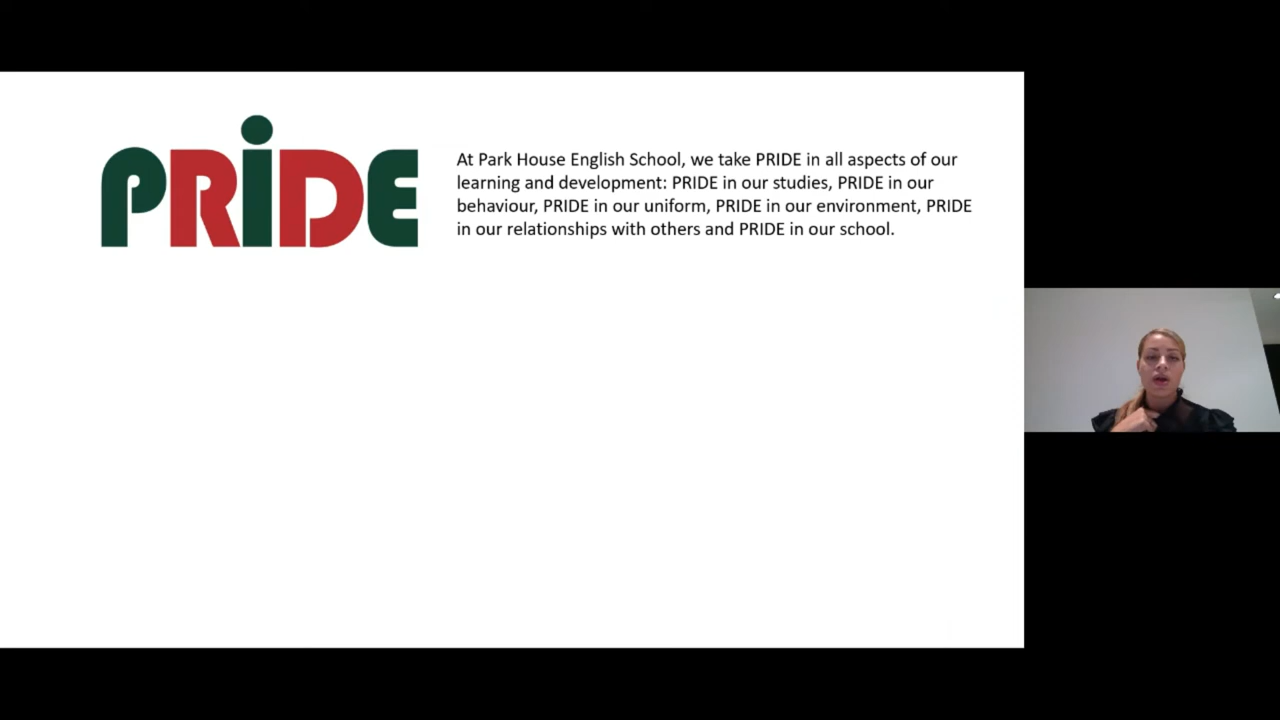 PRiDE
At Park House English School, we take PRIDE in all aspects of our
learning and development: PRIDE in our studies, PRIDE in our
behaviour, PRIDE in our uniform, PRIDE in our environment, PRIDE
in our relationships with others and PRIDE in our school.